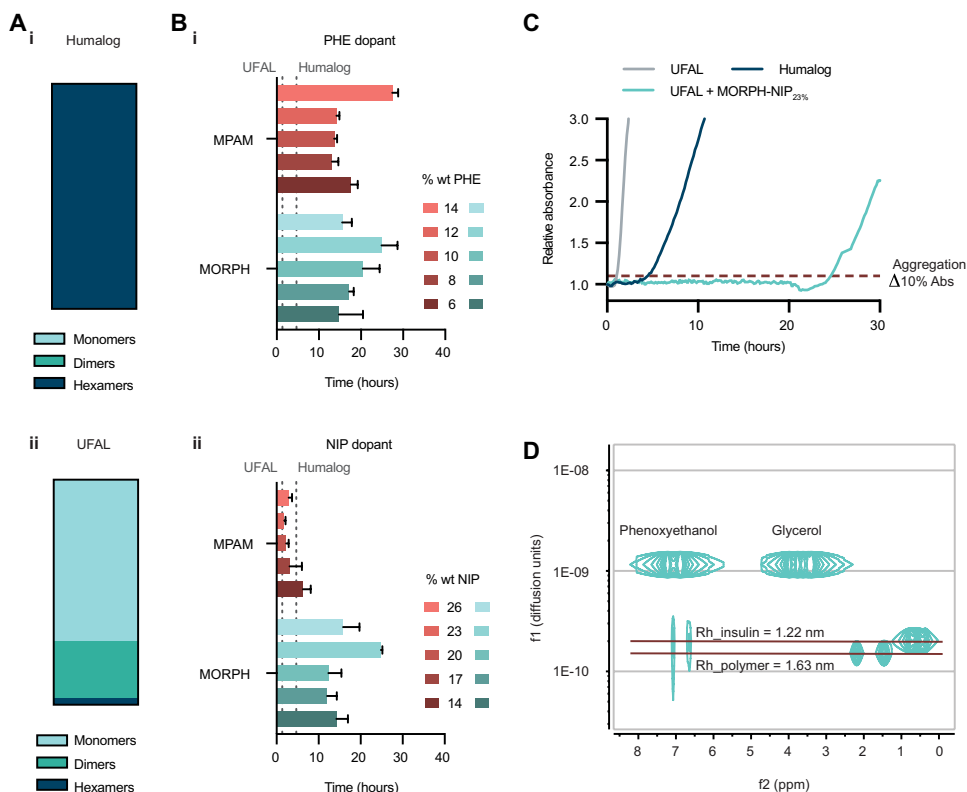 A
i
Humalog
Monomers
Dimers
Hexamers
ii
UFAL
Monomers
Dimers
Hexamers
B
i
PHE dopant
UFAL
Humalog
MPAM
MORPH
% wt PHE
14
12
10
8
6
0 10 20 30 40
Time (hours)
ii
NIP dopant
UFAL
Humalog
MPAM
MORPH
% wt NIP
26
23
20
17
14
0 10 20 30 40
Time (hours)
C
UFAL
Humalog
UFAL + MORPH-NIP23%
Relative absorbance
3.0
2.5
2.0
1.5
1.0
Aggregation
Δ10% Abs
0 10 20 30
Time (hours)
D
f1 (diffusion units)
1E-08
1E-09
1E-10
Phenoxyethanol
Glycerol
Rh_insulin = 1.22 nm
Rh_polymer = 1.63 nm
8 7 6 5 4 3 2 1 0
f2 (ppm)